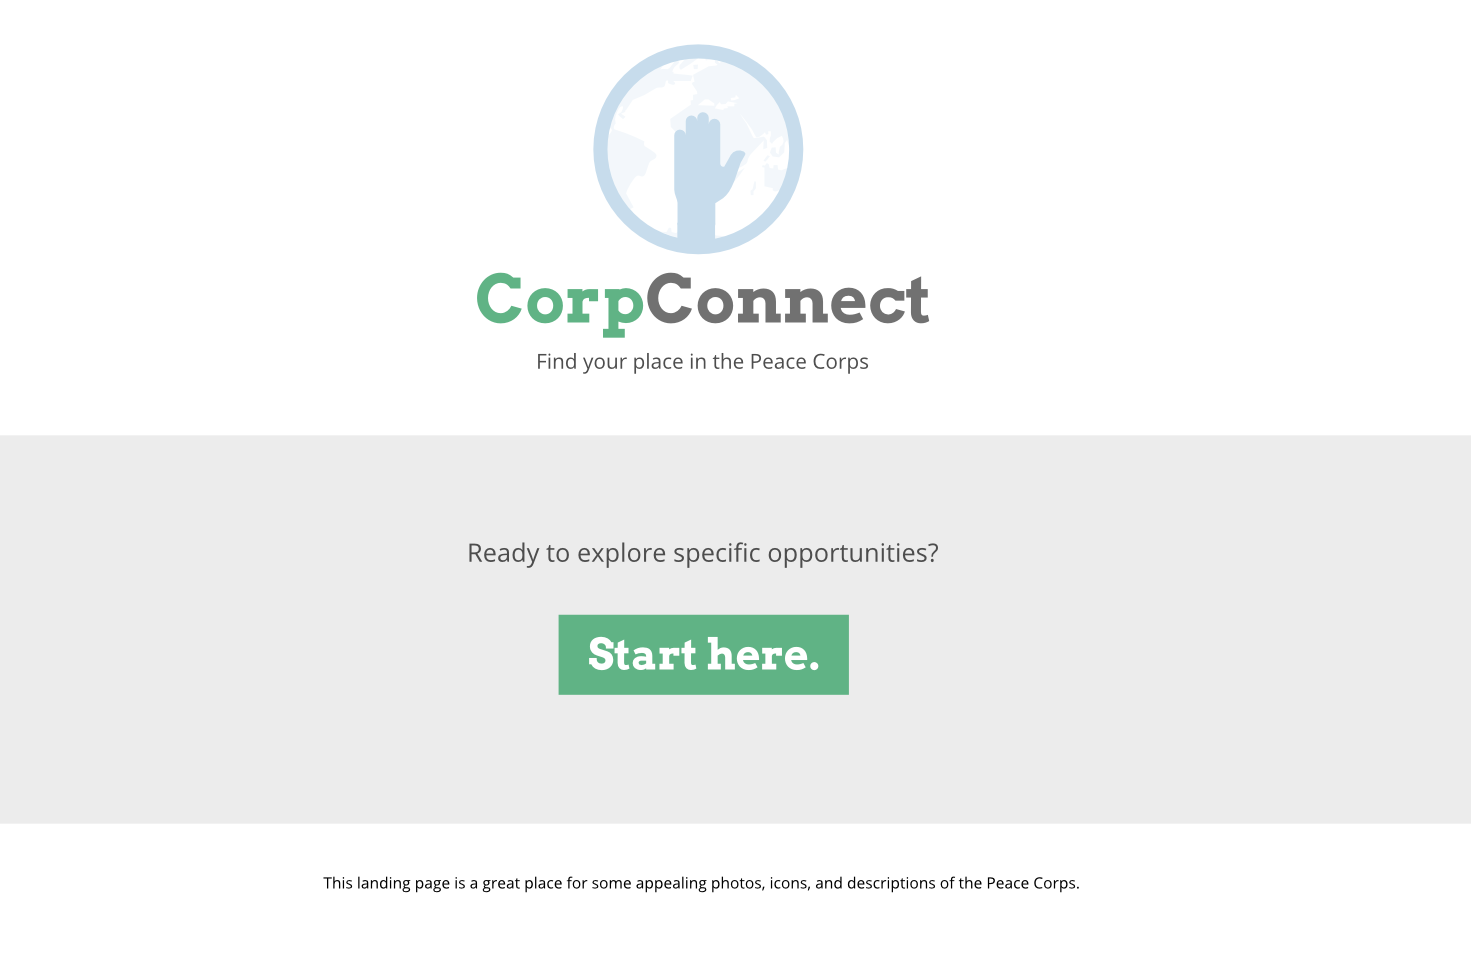 CorpConnect
Find your place in the Peace Corps
Ready to explore specific opportunities?
Start here.
This landing page is a great place for some appealing photos, icons, and descriptions of the Peace Corps.